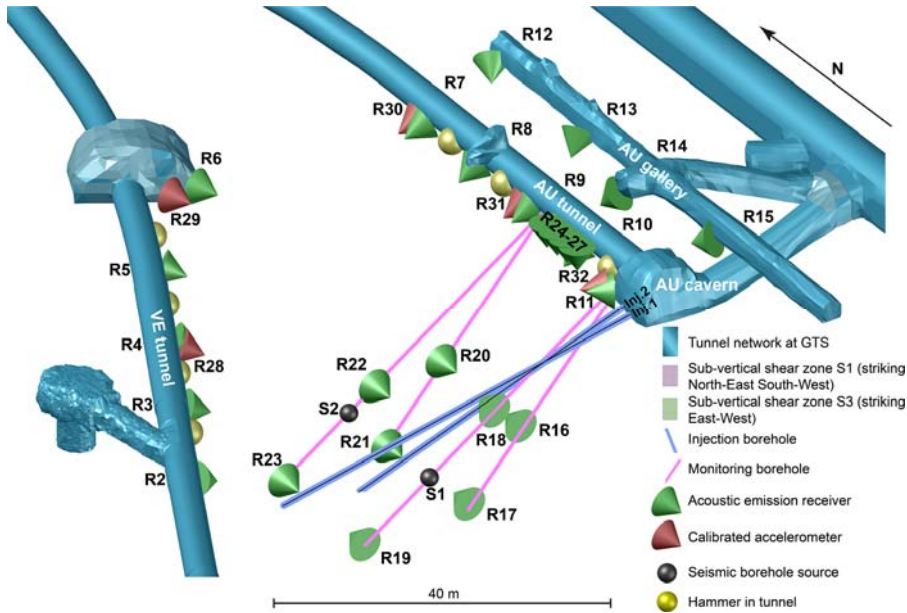 R12
N
R7
R13
R30
R8
R14
AU gallery
R6
R9
AU tunnel
R31
R10
R15
R29
R24-27
R5
R32
AU cavern
R11
Inj.2
Inj.1
VE tunnel
R4
R28
R22
R20
Tunnel network at GTS
Sub-vertical shear zone S1 (striking
North-East South-West)
R3
S2
Sub-vertical shear zone S3 (striking
East-West)
R21
R18
R16
Injection borehole
R2
R23
S1
Monitoring borehole
R17
Acoustic emission receiver
R19
Calibrated accelerometer
Seismic borehole source
40 m
Hammer in tunnel